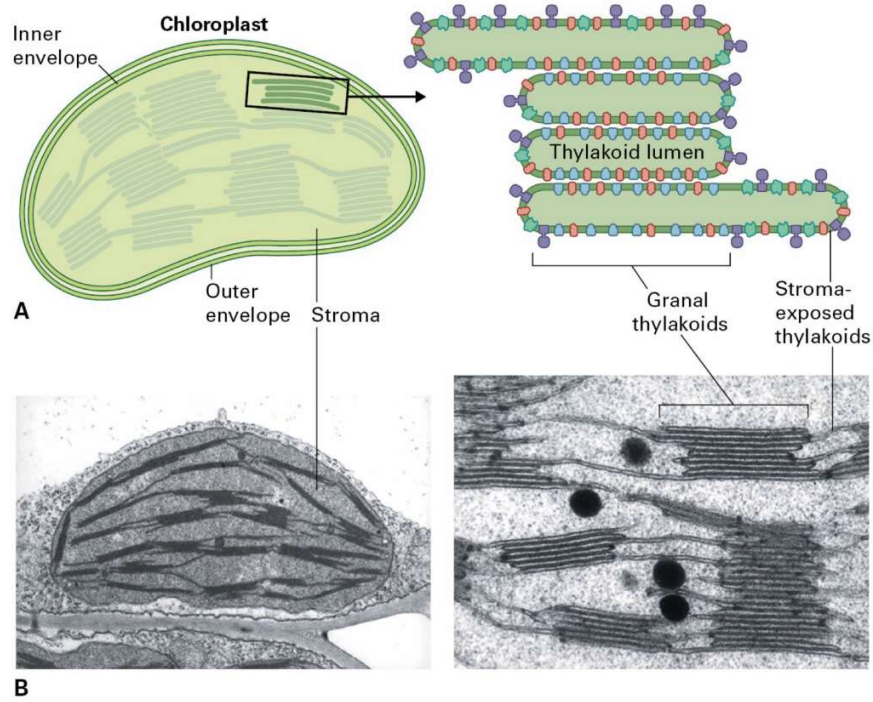 Chloroplast
Inner
envelope
Thylakoid lumen
Outer
envelope
Stroma
A
Granal
thylakoids
Stroma-
exposed
thylakoids
B